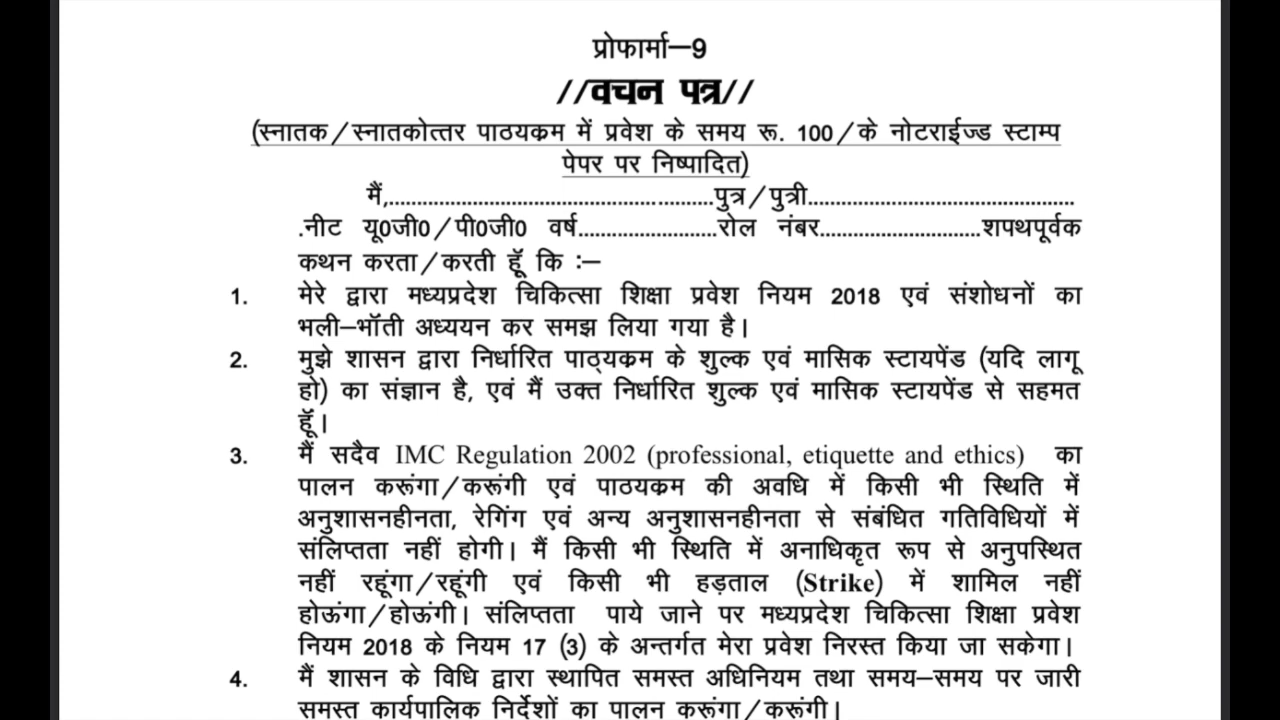 प्रोफार्मा–9
//वचन पत्र//
(स्नातक/स्नातकोत्तर पाठयक्रम में प्रवेश के समय रू. 100/के नोटराईज्ड स्टाम्प
पेपर पर निष्पादित)
मैं,...........................................................पुत्र/पुत्री................................................
.नीट यू0जी0/पी0जी0 वर्ष.........................रोल नंबर.............................शपथपूर्वक
कथन करता/करती हूॅं कि :–
1. मेरे द्वारा मध्यप्रदेश चिकित्सा शिक्षा प्रवेश नियम 2018 एवं संशोधनों का
भली–भॉंती अध्ययन कर समझ लिया गया है।
2. मुझे शासन द्वारा निर्धारित पाठ्यक्रम के शुल्क एवं मासिक स्टायपेंड (यदि लागू
हो) का संज्ञान है, एवं मैं उक्त निर्धारित शुल्क एवं मासिक स्टायपेंड से सहमत
हूॅं।
3. मैं सदैव IMC Regulation 2002 (professional, etiquette and ethics) का
पालन करूंगा/करूंगी एवं पाठयक्रम की अवधि में किसी भी स्थिति में
अनुशासनहीनता, रेगिंग एवं अन्य अनुशासनहीनता से संबंधित गतिविधियों में
संलिप्तता नहीं होगी। मैं किसी भी स्थिति में अनाधिकृत रूप से अनुपस्थित
नहीं रहूंगा/रहूंगी एवं किसी भी हड़ताल (Strike) में शामिल नहीं
होऊंगा/होऊंगी। संलिप्तता पाये जाने पर मध्यप्रदेश चिकित्सा शिक्षा प्रवेश
नियम 2018 के नियम 17 (3) के अन्तर्गत मेरा प्रवेश निरस्त किया जा सकेगा।
4. मैं शासन के विधि द्वारा स्थापित समस्त अधिनियम तथा समय–समय पर जारी
समस्त कार्यपालिक निर्देशों का पालन करूंगा/करूंगी।